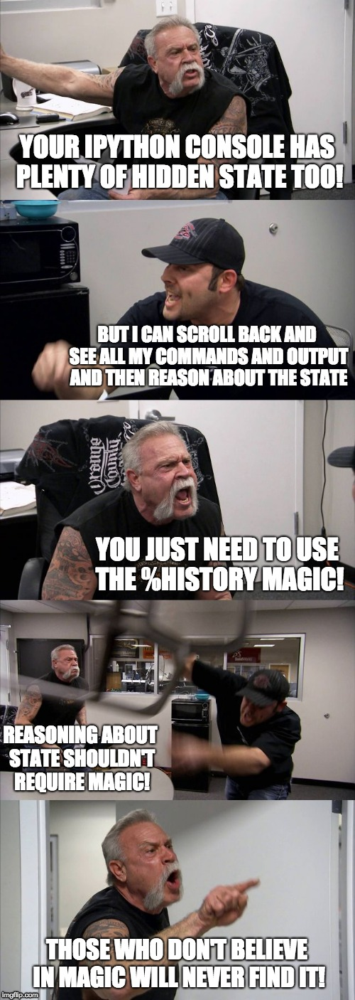 YOUR IPYTHON CONSOLE HAS
PLENTY OF HIDDEN STATE TOO!
BUT I CAN SCROLL BACK AND
SEE ALL MY COMMANDS AND OUTPUT
AND THEN REASON ABOUT THE STATE
Orange
County
YOU JUST NEED TO USE
THE %HISTORY MAGIC!
REASONING ABOUT
STATE SHOULDN'T
REQUIRE MAGIC!
THOSE WHO DON'T BELIEVE
IN MAGIC WILL NEVER FIND IT!
imgflip.com